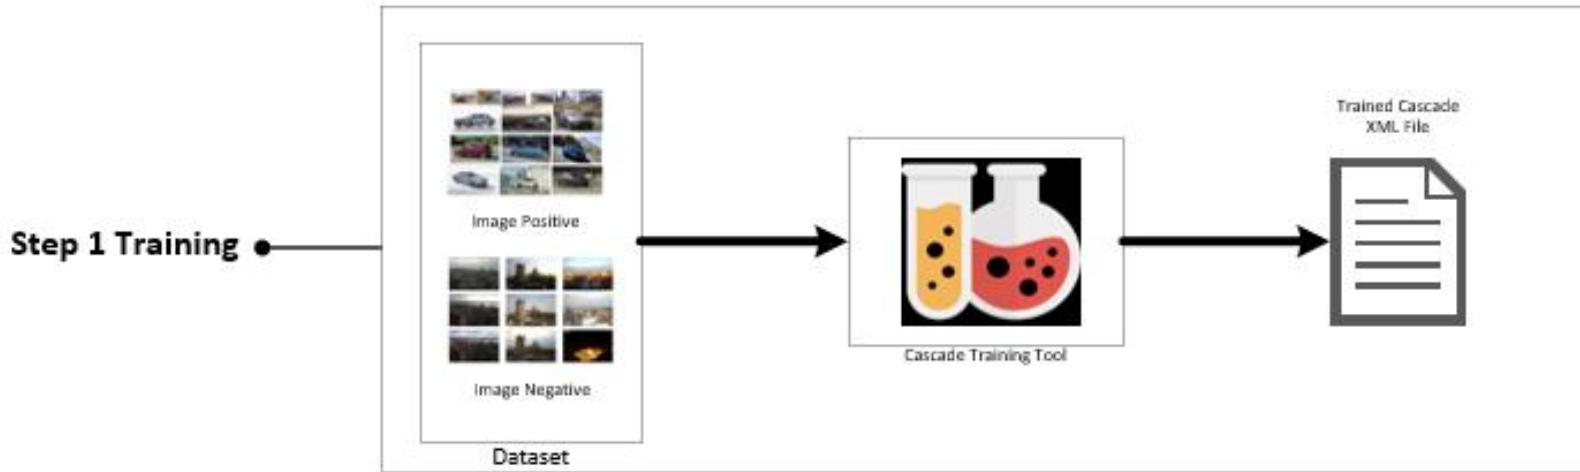 Step 1 Training
Image Positive
Image Negative
Dataset
Cascade Training Tool
Trained Cascade
XML File